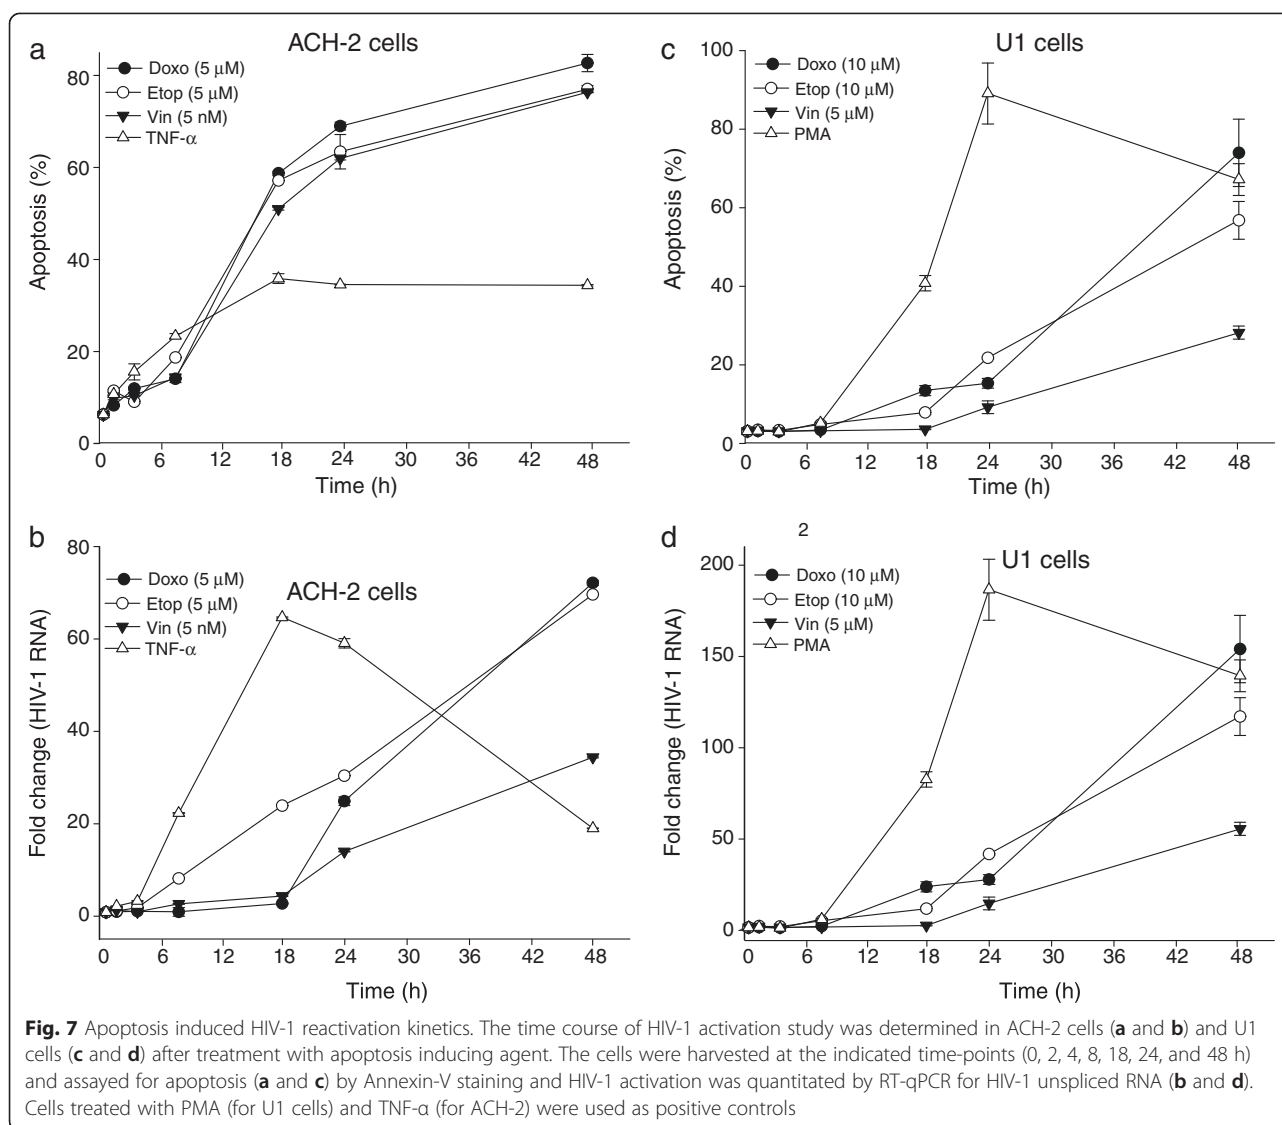 a
ACH-2 cells
Doxo (5 μM)
Etop (5 μM)
Vin (5 nM)
TNF-α
Apoptosis (%)
80
60
40
20
0
0 6 12 18 24 30 36 42 48
Time (h)
c
U1 cells
Doxo (10 μM)
Etop (10 μM)
Vin (5 μM)
PMA
Apoptosis (%)
100
80
60
40
20
0
0 6 12 18 24 30 36 42 48
Time (h)
b
ACH-2 cells
Doxo (5 μM)
Etop (5 μM)
Vin (5 nM)
TNF-α
Fold change (HIV-1 RNA)
80
60
40
20
0
0 6 12 18 24 30 36 42 48
Time (h)
d
2
U1 cells
Doxo (10 μM)
Etop (10 μM)
Vin (5 μM)
PMA
Fold change (HIV-1 RNA)
200
150
100
50
0
0 6 12 18 24 30 36 42 48
Time (h)
Fig. 7 Apoptosis induced HIV-1 reactivation kinetics. The time course of HIV-1 activation study was determined in ACH-2 cells (a and b) and U1
cells (c and d) after treatment with apoptosis inducing agent. The cells were harvested at the indicated time-points (0, 2, 4, 8, 18, 24, and 48 h)
and assayed for apoptosis (a and c) by Annexin-V staining and HIV-1 activation was quantitated by RT-qPCR for HIV-1 unspliced RNA (b and d).
Cells treated with PMA (for U1 cells) and TNF-α (for ACH-2) were used as positive controls